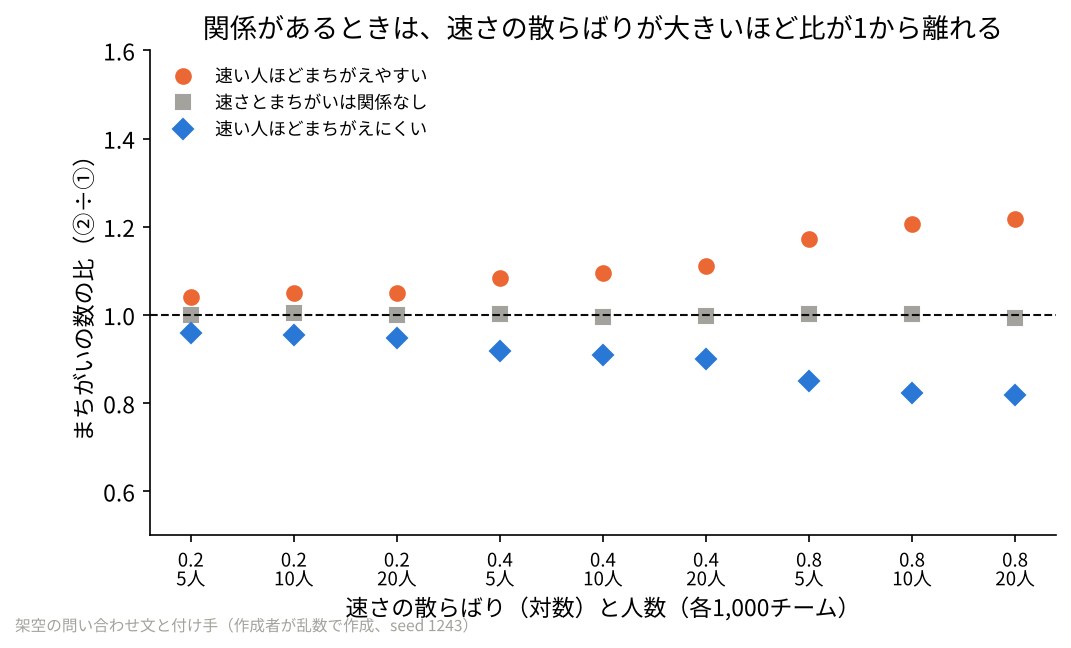 関係があるときは、速さの散らばりが大きいほど比が1から離れる
1.6
1.4
1.2
1.0
0.8
0.6
まちがいの数の比（②÷①）
速い人ほどまちがえやすい
速さとまちがいは関係なし
速い人ほどまちがえにくい
0.2 0.2 0.2 0.4 0.4 0.4 0.8 0.8 0.8
5人 10人 20人 5人 10人 20人 5人 10人 20人
速さの散らばり（対数）と人数（各1,000チーム）
架空の問い合わせ文と付け手（作成者が乱数で作成、seed 1243）